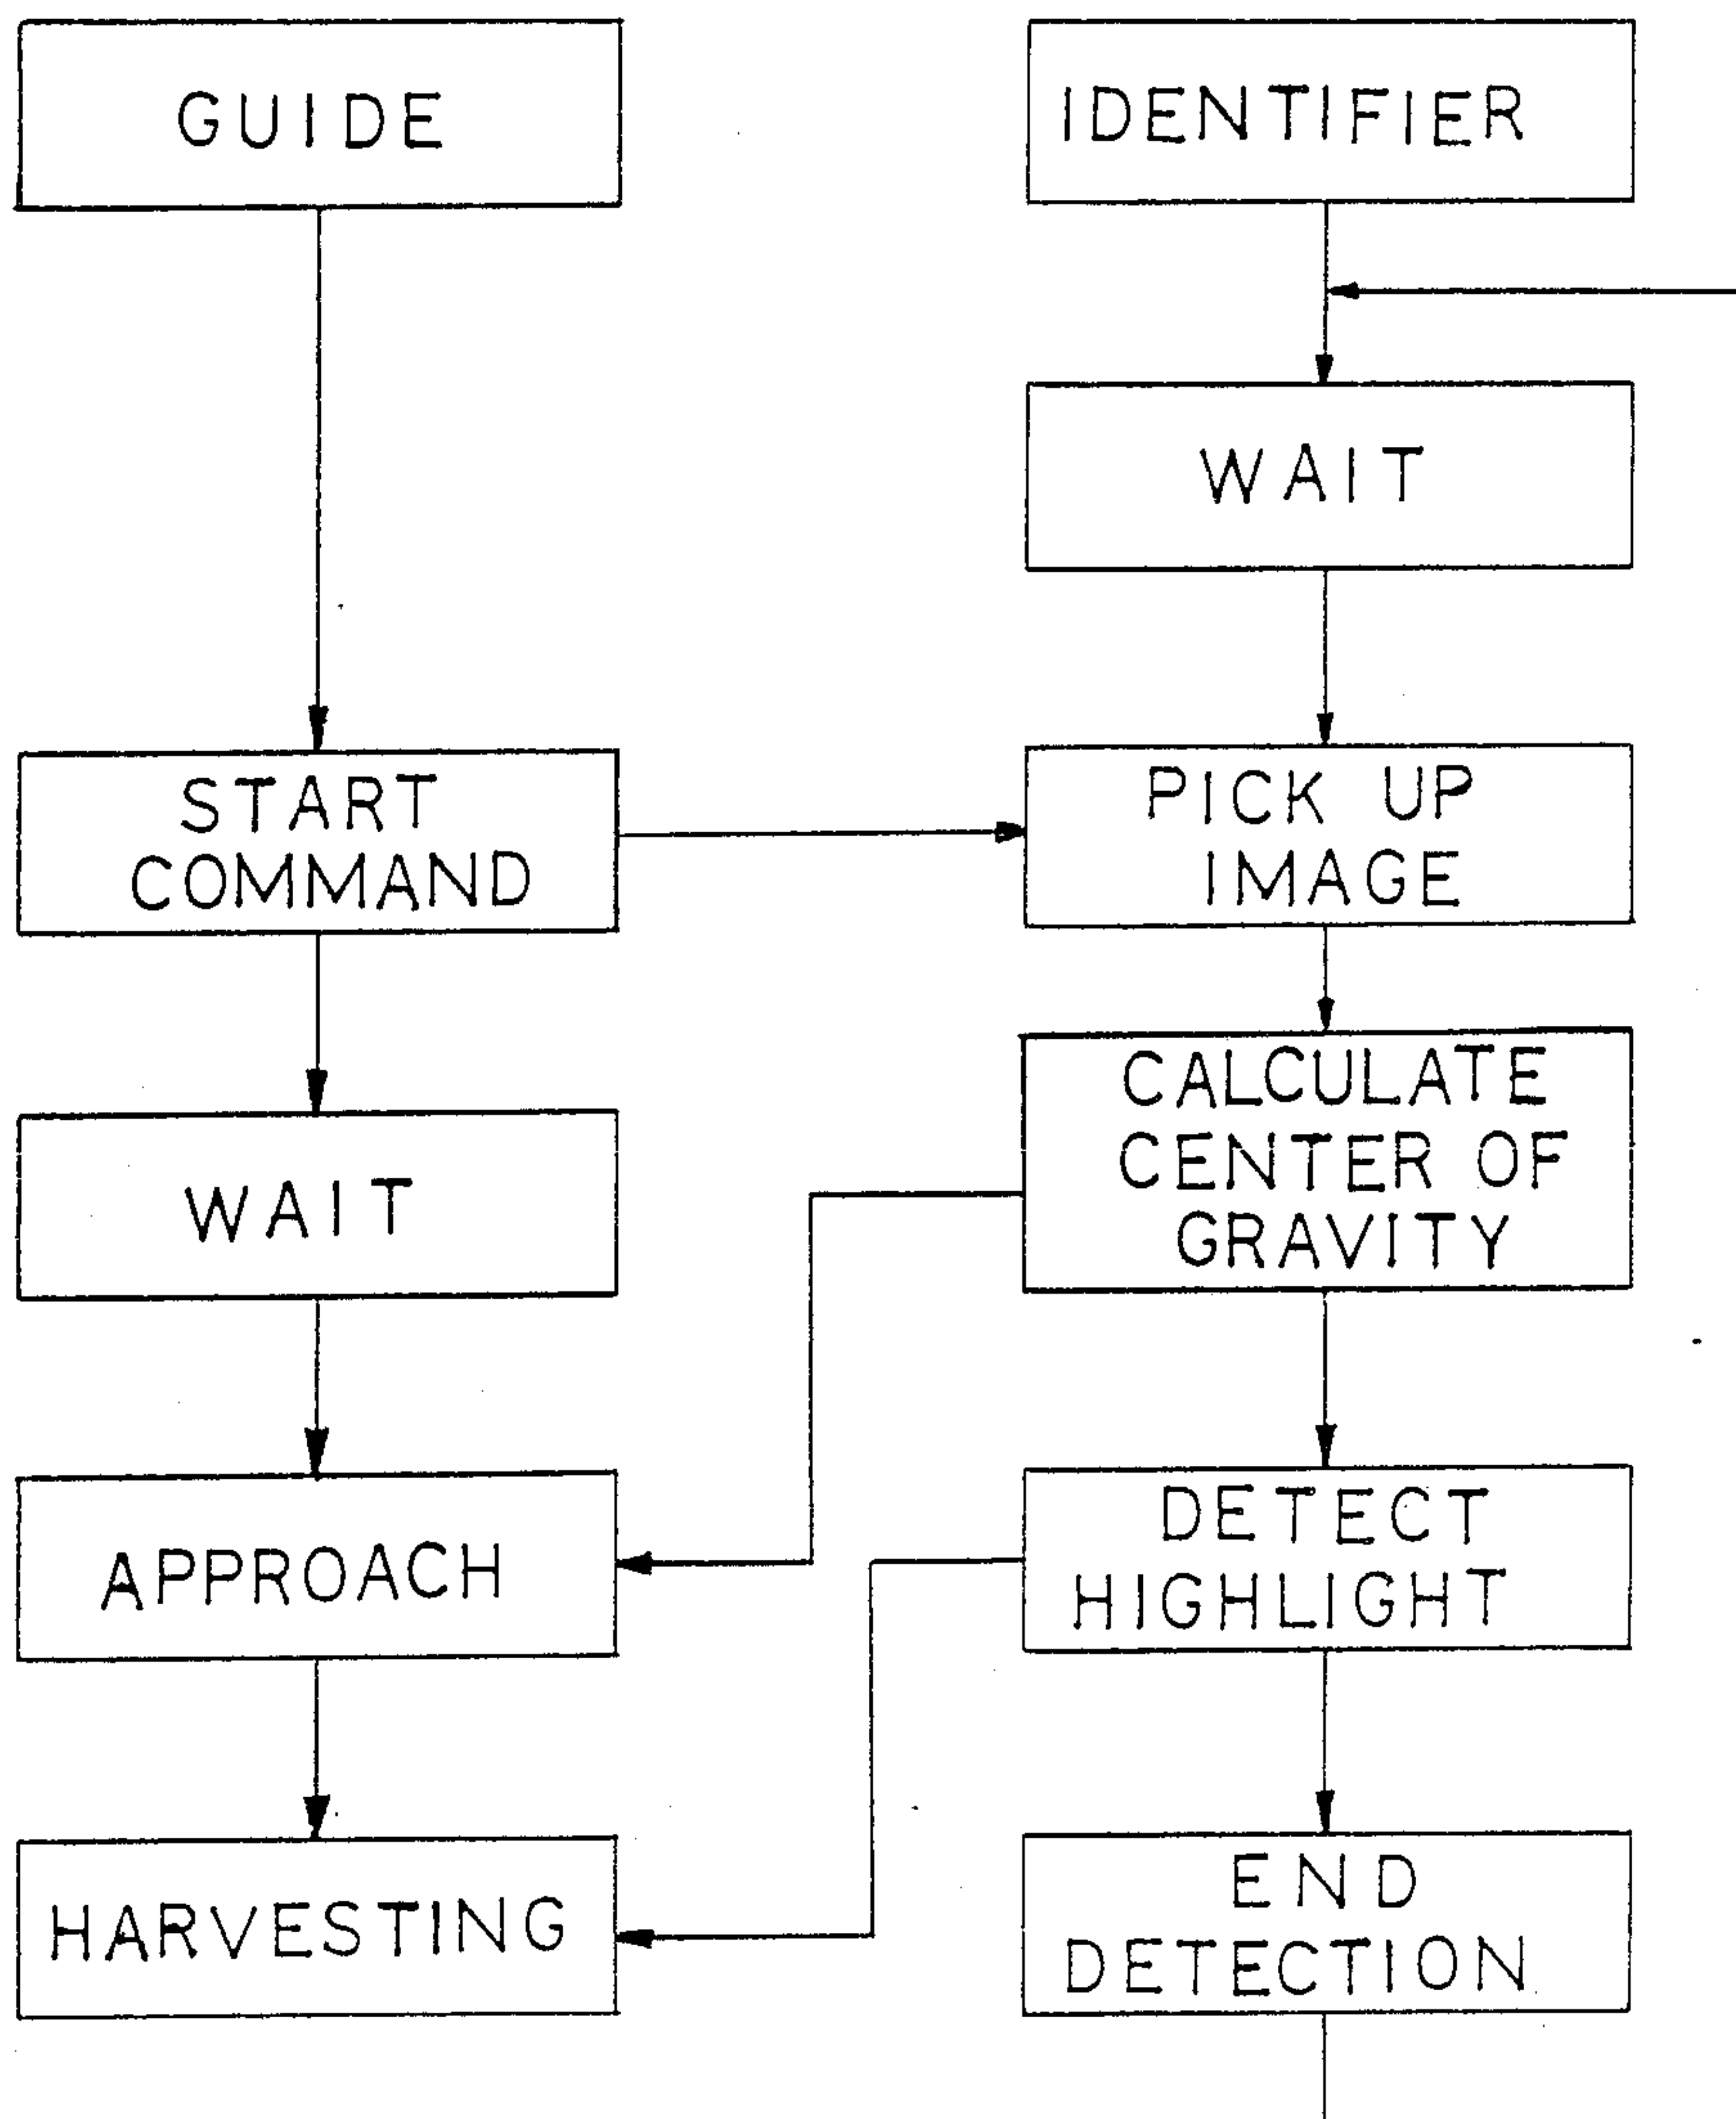 GUIDE
IDENTIFIER
WAIT
START
COMMAND
PICK UP
IMAGE
WAIT
CALCULATE
CENTER OF
GRAVITY
APPROACH
DETECT
HIGHLIGHT
HARVESTING
END
DETECTION